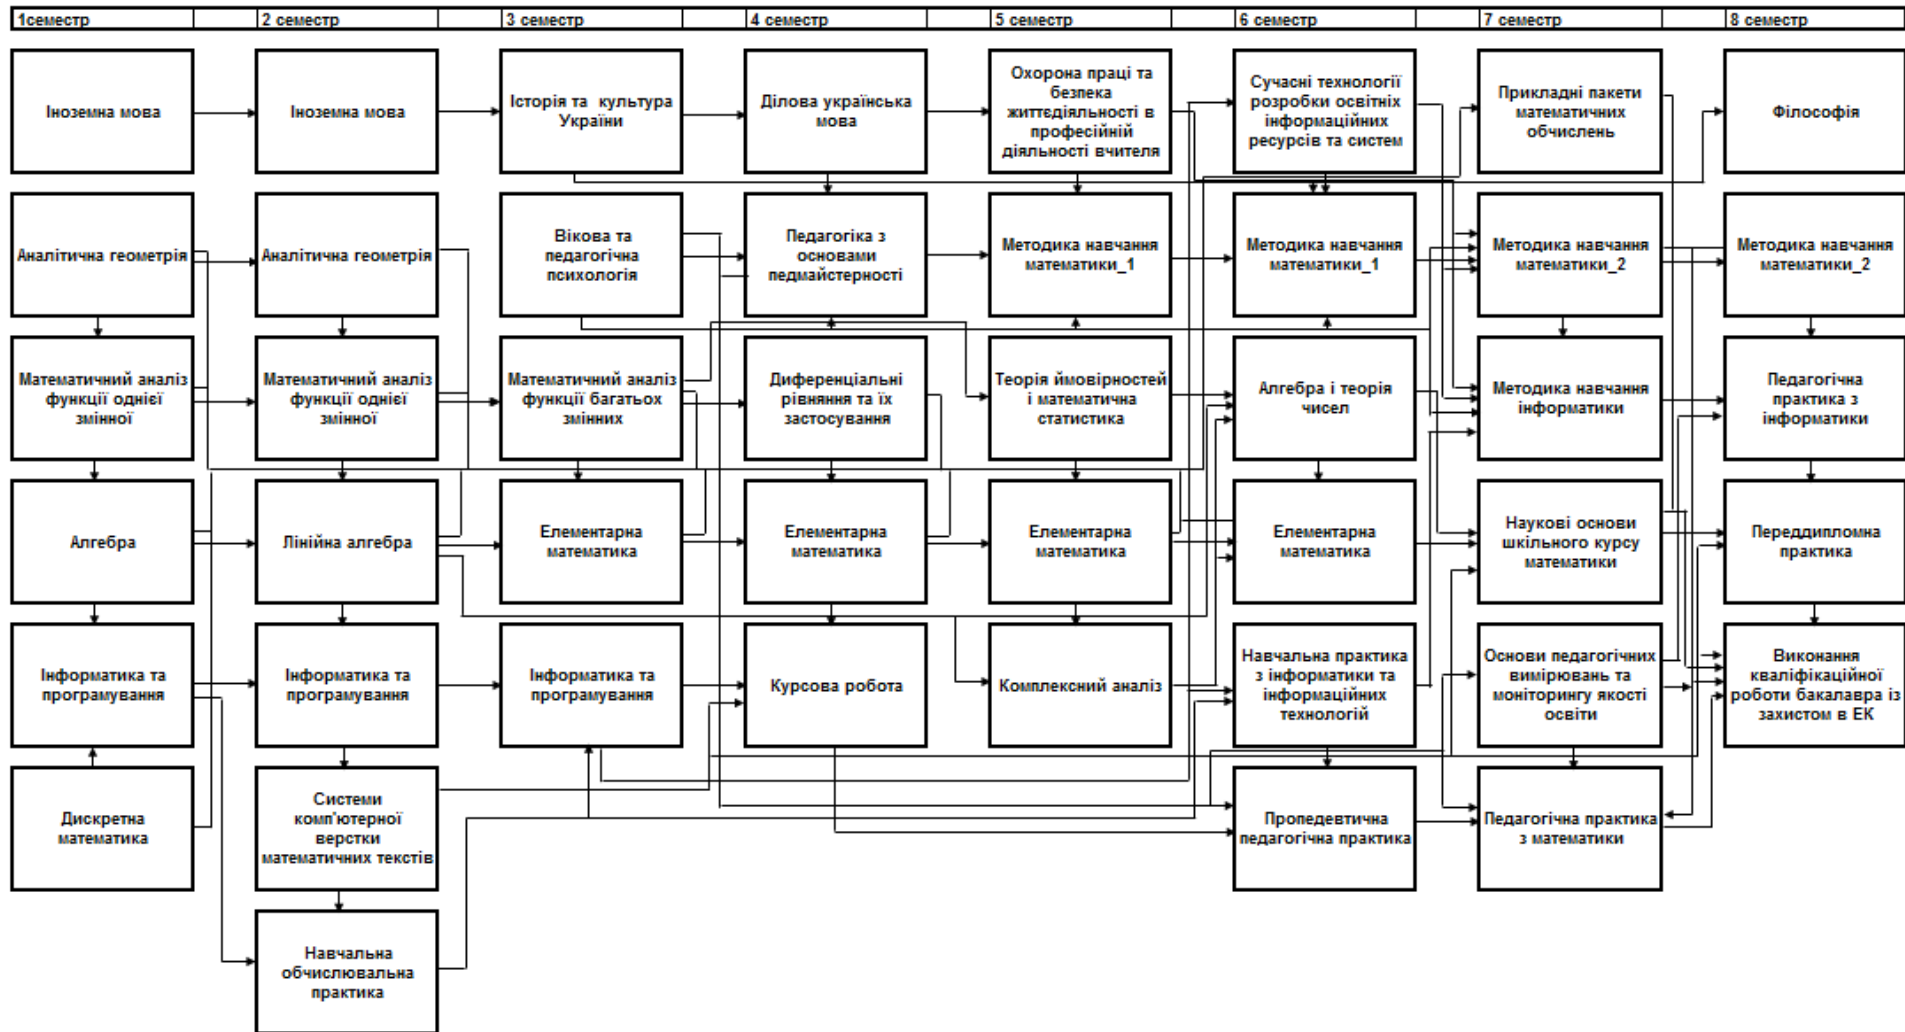 1семестр
2 семестр
3 семестр
4 семестр
5 семестр
6 семестр
7 семестр
8 семестр
Іноземна мова
Іноземна мова
Історія та культура
України
Ділова українська
мова
Охорона праці та
безпека
життєдіяльності в
професійній
діяльності вчителя
Сучасні технології
розробки освітніх
інформаційних
ресурсів та систем
Прикладні пакети
математичних
обчислень
Філософія
Аналітична геометрія
Аналітична геометрія
Вікова та
педагогічна
психологія
Педагогіка з
основами
педмайстерності
Методика навчання
математики_1
Методика навчання
математики_1
Методика навчання
математики_2
Методика навчання
математики_2
Математичний аналіз
функції однієї
змінної
Математичний аналіз
функції однієї
змінної
Математичний аналіз
функції багатьох
змінних
Диференціальні
рівняння та їх
застосування
Теорія ймовірностей
і математична
статистика
Алгебра і теорія
чисел
Методика навчання
інформатики
Педагогічна
практика з
інформатики
Алгебра
Лінійна алгебра
Елементарна
математика
Елементарна
математика
Елементарна
математика
Елементарна
математика
Наукові основи
шкільного курсу
математики
Переддипломна
практика
Інформатика та
програмування
Інформатика та
програмування
Інформатика та
програмування
Курсова робота
Комплексний аналіз
Навчальна практика
з інформатики та
інформаційних
технологій
Основи педагогічних
вимірювань та
моніторингу якості
освіти
Виконання
кваліфікаційної
роботи бакалавра із
захистом в ЕК
Дискретна
математика
Системи
комп'ютерної
верстки
математичних текстів
Пропедевтична
педагогічна практика
Педагогічна практика
з математики
Навчальна
обчислювальна
практика